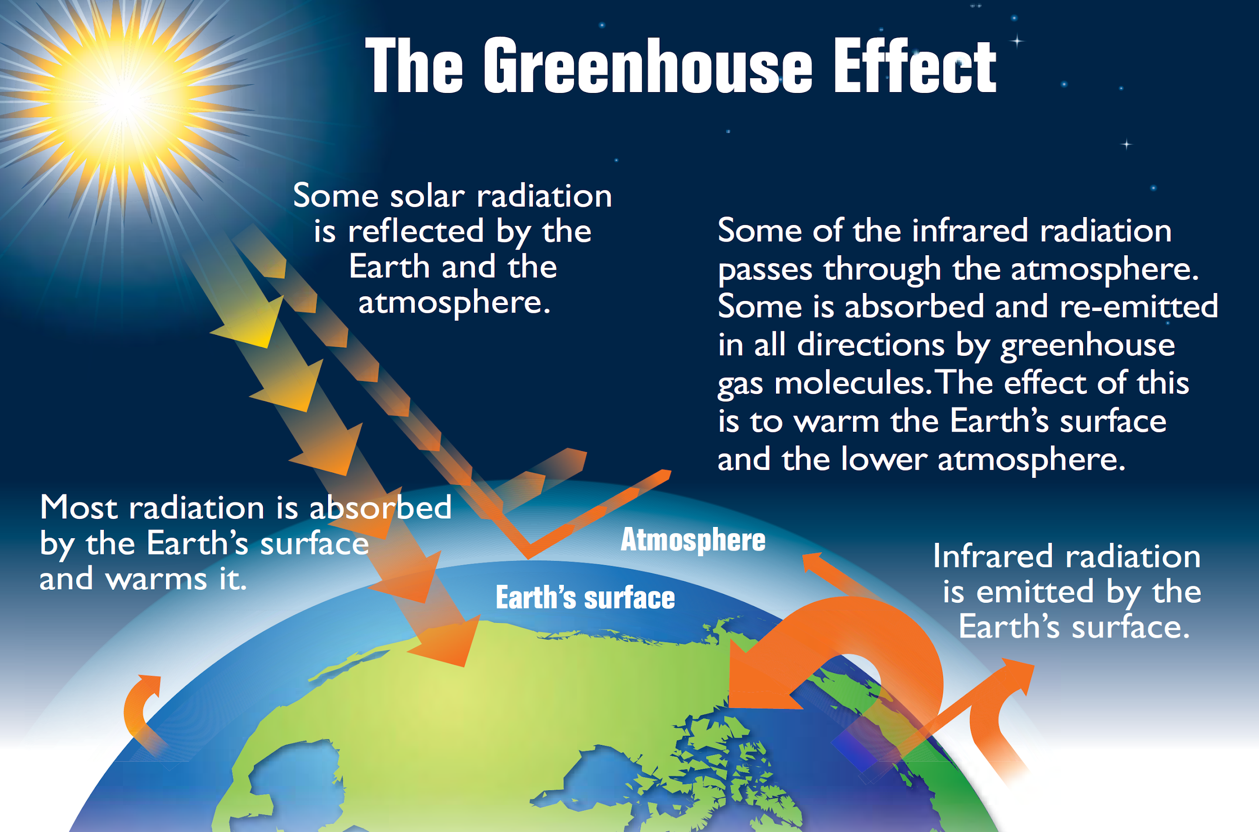 The Greenhouse Effect
Some solar radiation
is reflected by the
Earth and the
atmosphere.
Some of the infrared radiation
passes through the atmosphere.
Some is absorbed and re-emitted
in all directions by greenhouse
gas molecules. The effect of this
is to warm the Earth's surface
and the lower atmosphere.
Most radiation is absorbed
by the Earth's surface
and warms it.
Atmosphere
Earth's surface
Infrared radiation
is emitted by the
Earth's surface.